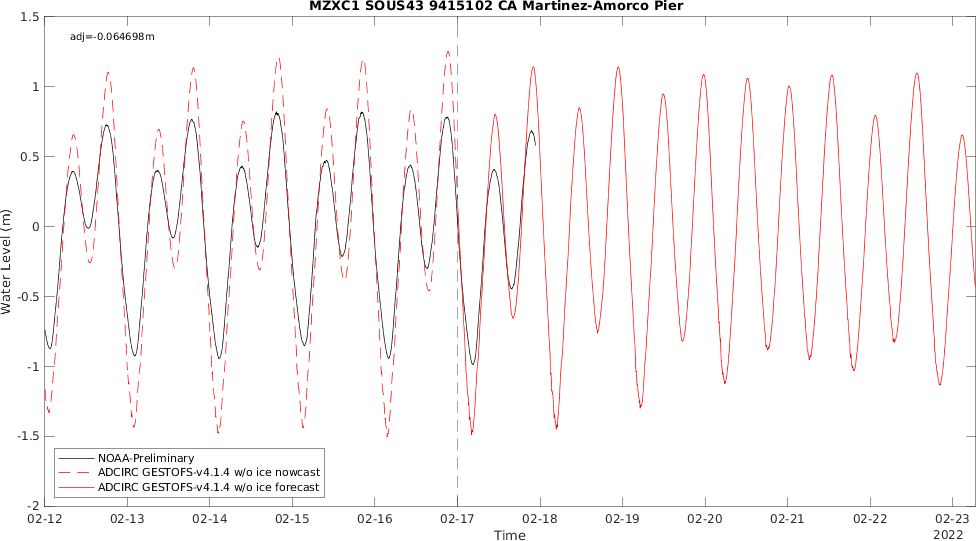 MZXC1 SOUS43 9415102 CA Martinez-Amorco Pier
adj=-0.064698m
1.5
1
0.5
0
-0.5
-1
-1.5
-2
Water Level (m)
NOAA-Preliminary
ADCIRC GESTOFS-v4.1.4 w/o ice nowcast
ADCIRC GESTOFS-v4.1.4 w/o ice forecast
02-12 02-13 02-14 02-15 02-16 02-17 02-18 02-19 02-20 02-21 02-22 02-23
Time
2022